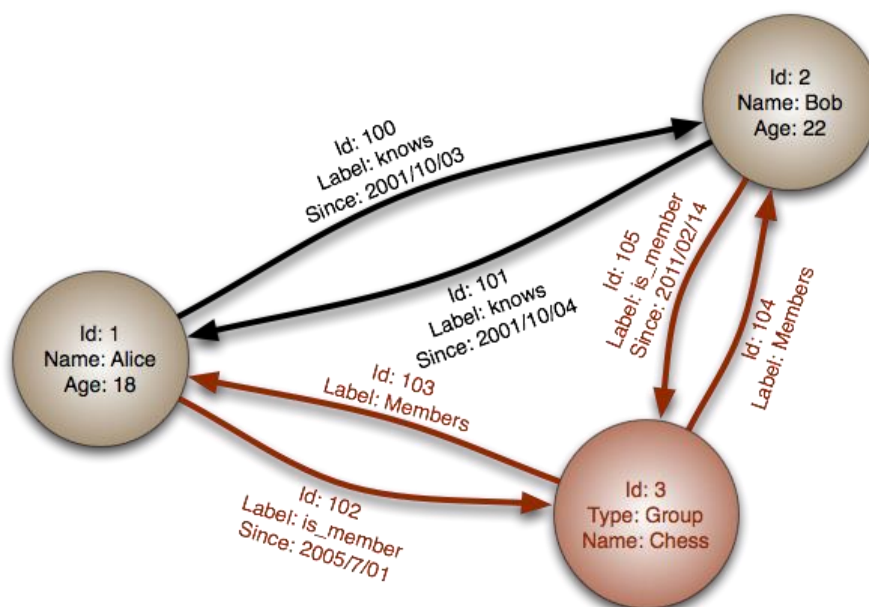 Id: 2
Name: Bob
Age: 22
Id: 100
Label: knows
Since: 2001/10/03
Id: 101
Label: knows
Since: 2001/10/04
Id: 105
Label: is_member
Since: 2011/02/14
Id: 104
Label: Members
Id: 1
Name: Alice
Age: 18
Id: 103
Label: Members
Id: 102
Label: is_member
Since: 2005/7/01
Id: 3
Type: Group
Name: Chess